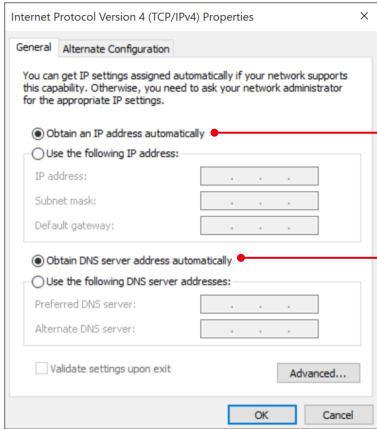 Internet Protocol Version 4 (TCP/IPv4) Properties
General Alternate Configuration
You can get IP settings assigned automatically if your network supports
this capability. Otherwise, you need to ask your network administrator
for the appropriate IP settings.
Obtain an IP address automatically
Use the following IP address:
IP address:
Subnet mask:
Default gateway:
Obtain DNS server address automatically
Use the following DNS server addresses:
Preferred DNS server:
Alternate DNS server:
Validate settings upon exit
Advanced...
OK Cancel